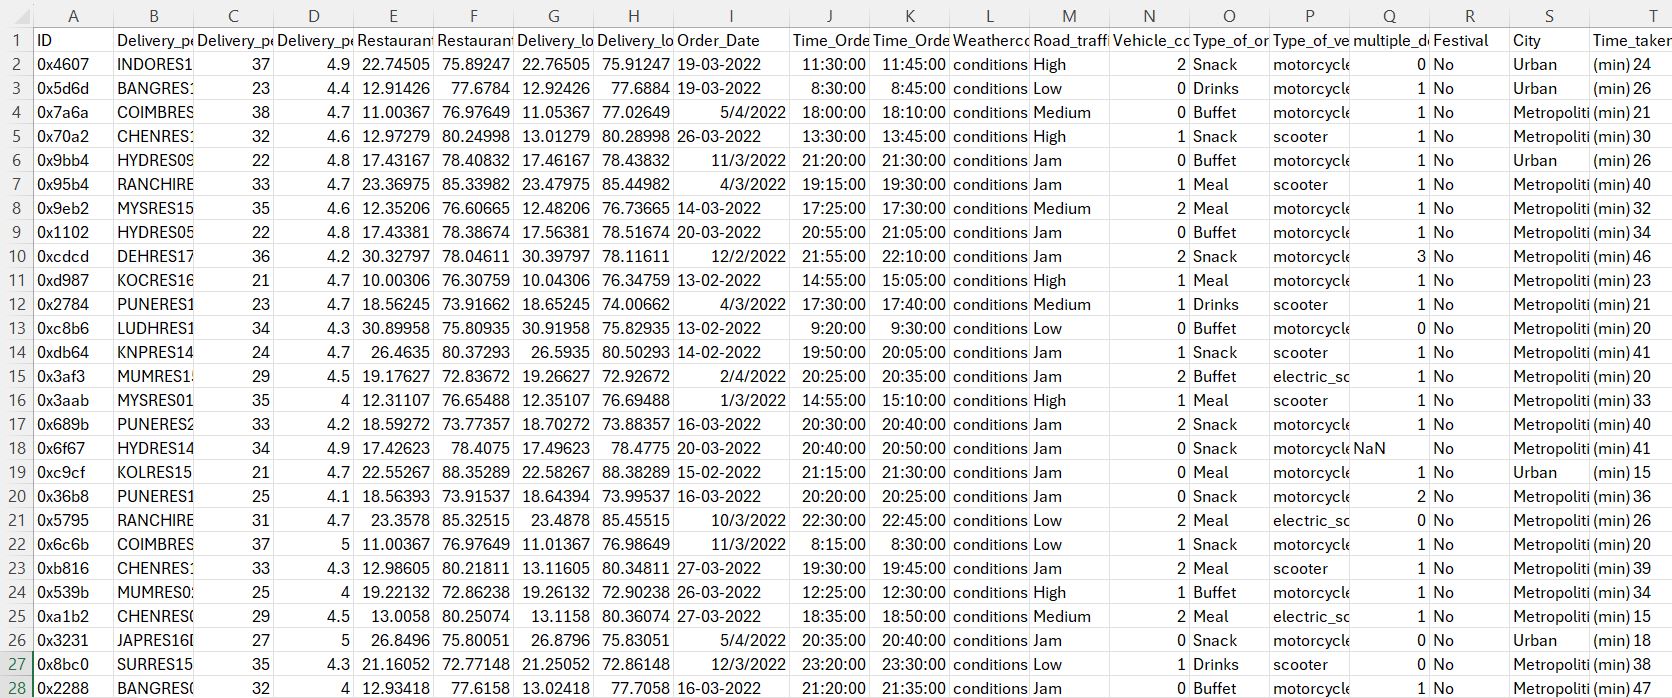 A B C D E F G H I J K L M N O P Q R S T
1 ID Delivery_pe Delivery_pe Delivery_pe Restaurant Restaurant Delivery_lo Delivery_lo Order_Date Time_Orde Time_Orde Weatherco Road_traffi Vehicle_co Type_of_or Type_of_ve multiple_de Festival City Time_taken
2 0x4607 INDORES1 37 4.9 22.74505 75.89247 22.76505 75.91247 19-03-2022 11:30:00 11:45:00 conditions High 2 Snack motorcycle 0 No Urban (min) 24
3 0x5d6d BANGRES1 23 4.4 12.91426 77.6784 12.92426 77.6884 19-03-2022 8:30:00 8:45:00 conditions Low 0 Drinks motorcycle 1 No Urban (min) 26
4 0x7a6a COIMBRES 38 4.7 11.00367 76.97649 11.05367 77.02649 5/4/2022 18:00:00 18:10:00 conditions Medium 0 Buffet motorcycle 1 No Metropoliti (min) 21
5 0x70a2 CHENRES1 32 4.6 12.97279 80.24998 13.01279 80.28998 26-03-2022 13:30:00 13:45:00 conditions High 1 Snack scooter 1 No Metropoliti (min) 30
6 0x9bb4 HYDRES09 22 4.8 17.43167 78.40832 17.46167 78.43832 11/3/2022 21:20:00 21:30:00 conditions Jam 0 Buffet motorcycle 1 No Urban (min) 26
7 0x95b4 RANCHIRE 33 4.7 23.36975 85.33982 23.47975 85.44982 4/3/2022 19:15:00 19:30:00 conditions Jam 1 Meal scooter 1 No Metropoliti (min) 40
8 0x9eb2 MYSRES15 35 4.6 12.35206 76.60665 12.48206 76.73665 14-03-2022 17:25:00 17:30:00 conditions Medium 2 Meal motorcycle 1 No Metropoliti (min) 32
9 0x1102 HYDRES05 22 4.8 17.43381 78.38674 17.56381 78.51674 20-03-2022 20:55:00 21:05:00 conditions Jam 0 Buffet motorcycle 1 No Metropoliti (min) 34
10 0xcdcd DEHRES17 36 4.2 30.32797 78.04611 30.39797 78.11611 12/2/2022 21:55:00 22:10:00 conditions Jam 2 Snack motorcycle 3 No Metropoliti (min) 46
11 0xd987 KOCRES16 21 4.7 10.00306 76.30759 10.04306 76.34759 13-02-2022 14:55:00 15:05:00 conditions High 1 Meal motorcycle 1 No Metropoliti (min) 23
12 0x2784 PUNERES1 23 4.7 18.56245 73.91662 18.65245 74.00662 4/3/2022 17:30:00 17:40:00 conditions Medium 1 Drinks scooter 1 No Metropoliti (min) 21
13 0xc8b6 LUDHRES1 34 4.3 30.89958 75.80935 30.91958 75.82935 13-02-2022 9:20:00 9:30:00 conditions Low 0 Buffet motorcycle 0 No Metropoliti (min) 20
14 0xdb64 KNPRES14 24 4.7 26.4635 80.37293 26.5935 80.50293 14-02-2022 19:50:00 20:05:00 conditions Jam 1 Snack scooter 1 No Metropoliti (min) 41
15 0x3af3 MUMRES15 29 4.5 19.17627 72.83672 19.26627 72.92672 2/4/2022 20:25:00 20:35:00 conditions Jam 2 Buffet electric_sc 1 No Metropoliti (min) 20
16 0x3aab MYSRES01 35 4 12.31107 76.65488 12.35107 76.69488 1/3/2022 14:55:00 15:10:00 conditions High 1 Meal scooter 1 No Metropoliti (min) 33
17 0x689b PUNERES2 33 4.2 18.59272 73.77357 18.70272 73.88357 16-03-2022 20:30:00 20:40:00 conditions Jam 2 Snack motorcycle 1 No Metropoliti (min) 40
18 0x6f67 HYDRES14 34 4.9 17.42623 78.4075 17.49623 78.4775 20-03-2022 20:40:00 20:50:00 conditions Jam 0 Snack motorcycle NaN No Metropoliti (min) 41
19 0xc9cf KOLRES15 21 4.7 22.55267 88.35289 22.58267 88.38289 15-02-2022 21:15:00 21:30:00 conditions Jam 0 Meal motorcycle 1 No Urban (min) 15
20 0x36b8 PUNERES1 25 4.1 18.56393 73.91537 18.64394 73.99537 16-03-2022 20:20:00 20:25:00 conditions Jam 0 Snack motorcycle 2 No Metropoliti (min) 36
21 0x5795 RANCHIRE 31 4.7 23.3578 85.32515 23.4878 85.45515 10/3/2022 22:30:00 22:45:00 conditions Low 2 Meal electric_sc 0 No Metropoliti (min) 26
22 0x6c6b COIMBRES 37 5 11.00367 76.97649 11.01367 76.98649 11/3/2022 8:15:00 8:30:00 conditions Low 1 Snack motorcycle 1 No Metropoliti (min) 20
23 0xb816 CHENRES1 33 4.3 12.98605 80.21811 13.11605 80.34811 27-03-2022 19:30:00 19:45:00 conditions Jam 2 Meal scooter 1 No Metropoliti (min) 39
24 0x539b MUMRES02 25 4 19.22132 72.86238 19.26132 72.90238 26-03-2022 12:25:00 12:30:00 conditions High 1 Buffet motorcycle 1 No Metropoliti (min) 34
25 0xa1b2 CHENRES0 29 4.5 13.0058 80.25074 13.1158 80.36074 27-03-2022 18:35:00 18:50:00 conditions Medium 2 Meal electric_sc 1 No Metropoliti (min) 15
26 0x3231 JAPRES16D 27 5 26.8496 75.80051 26.8796 75.83051 5/4/2022 20:35:00 20:40:00 conditions Jam 0 Snack motorcycle 0 No Urban (min) 18
27 0x8bc0 SURRES15 35 4.3 21.16052 72.77148 21.25052 72.86148 12/3/2022 23:20:00 23:30:00 conditions Low 1 Drinks scooter 0 No Metropoliti (min) 38
28 0x2288 BANGRES0 32 4 12.93418 77.6158 13.02418 77.7058 16-03-2022 21:20:00 21:35:00 conditions Jam 0 Buffet motorcycle 1 No Metropoliti (min) 47